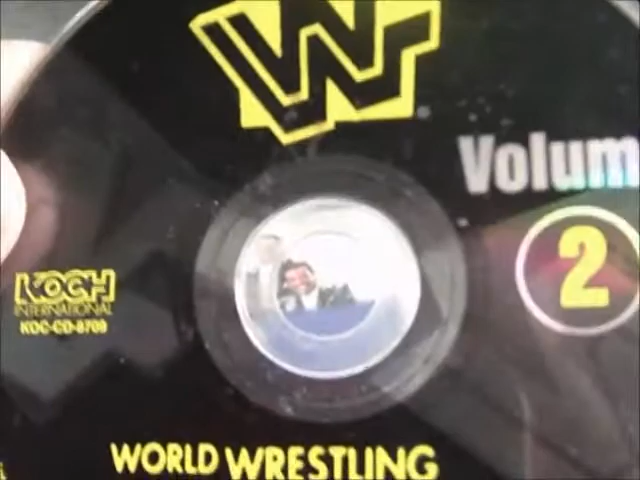 W
Volum
2
KOCH
INTERNATIONAL
KOC-CD-8709
WORLD WRESTLING